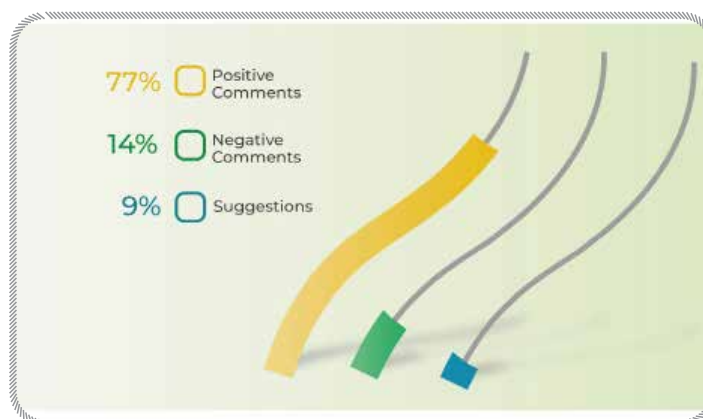 77% Positive
Comments
14% Negative
Comments
9% Suggestions